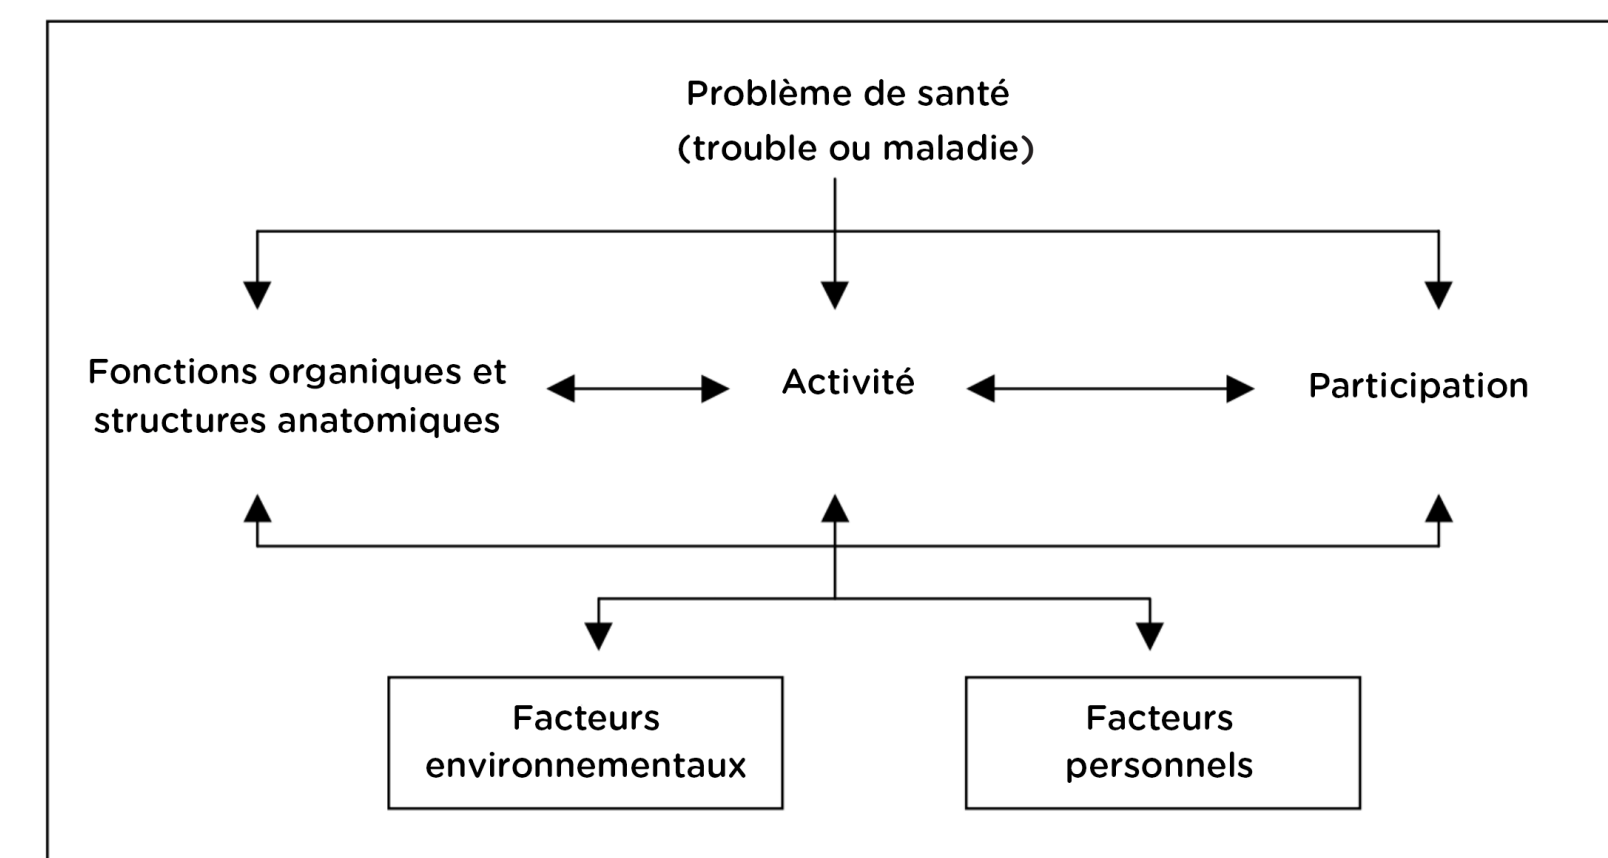 Problème de santé
(trouble ou maladie)
Fonctions organiques et
structures anatomiques
Activité
Participation
Facteurs
environnementaux
Facteurs
personnels